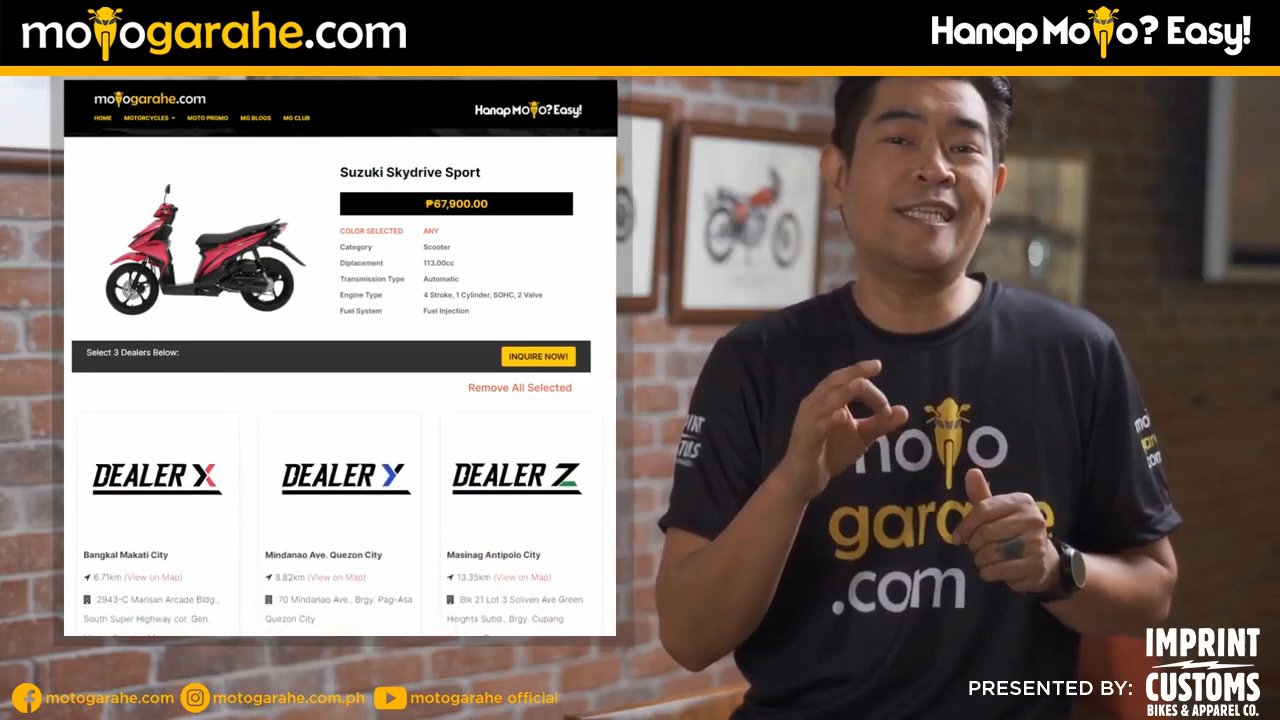 motogarahe.com
Hanap MoTo? Easy!
motogarahe.com
Hanap MOTO? Easy!
HOME MOTORCYCLES MOTO PROMO MG BLOGS MG CLUB
Suzuki Skydrive Sport
₱67,900.00
COLOR SELECTED ANY
Category Scooter
Diplacement 113.00cc
Transmission Type Automatic
Engine Type 4 Stroke, 1 Cylinder, SOHC, 2 Valve
Fuel System Fuel Injection
Select 3 Dealers Below:
INQUIRE NOW!
Remove All Selected
DEALER X
DEALER Y
DEALER Z
Bangkal Makati City
6.71km (View on Map)
2943-C Marisan Arcade Bldg.,
South Super Highway cor. Gen.
Mindanao Ave. Quezon City
8.82km (View on Map)
70 Mindanao Ave., Brgy. Pag-Asa
Quezon City
Masinag Antipolo City
13.35km (View on Map)
Blk 21 Lot 3 Soliven Ave Green
Heights Subd., Brgy. Cupang
moto
garahe
.com
motogarahe.com
motogarahe.com.ph
motogarahe official
PRESENTED BY:
IMPRINT
CUSTOMS
BIKES & APPAREL CO.